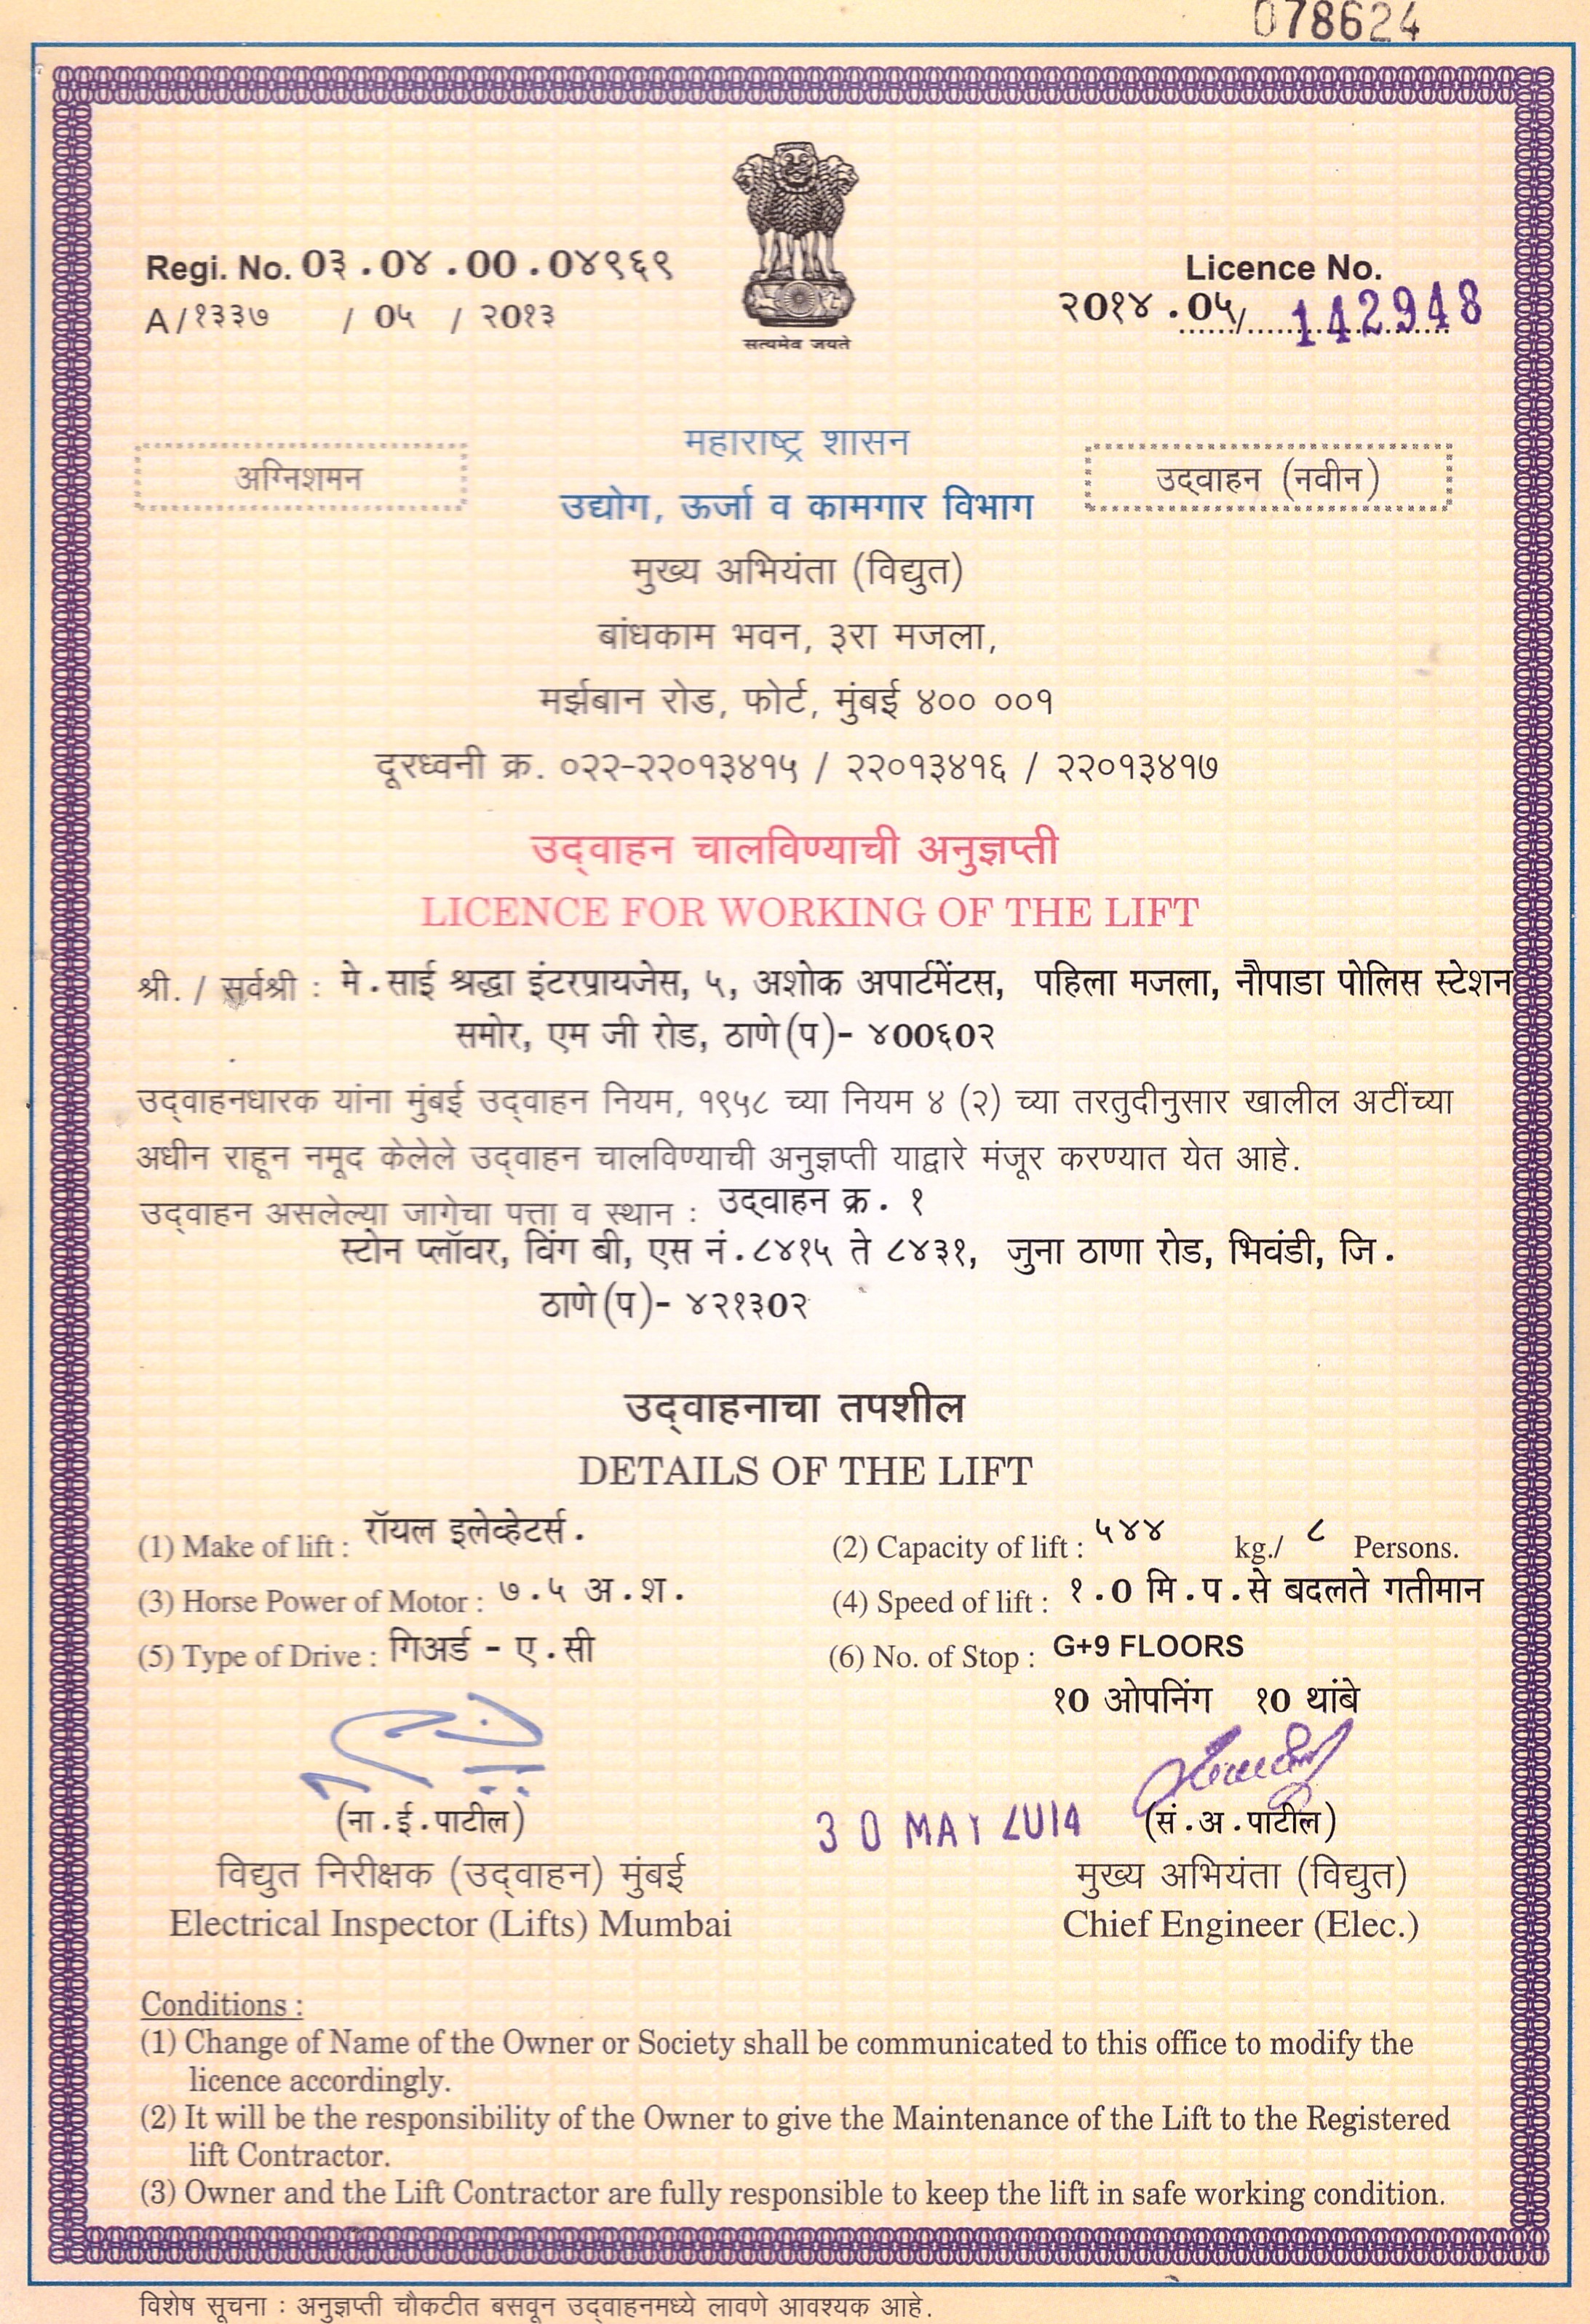 078624
Regi. No. ०३.०४.००.०४९६९
A/१३३७ / ०५ / २०१३
सत्यमेव जयते
Licence No.
२०१४.०५/ 142948
अग्निशमन
महाराष्ट्र शासन
उद्‌वाहन (नवीन)
उद्योग, ऊर्जा व कामगार विभाग
मुख्य अभियंता (विद्युत)
बांधकाम भवन, ३रा मजला,
मर्झबान रोड, फोर्ट, मुंबई ४०० ००१
दूरध्वनी क्र. ०२२-२२०१३४१५ / २२०१३४१६ / २२०१३४१७
उद्‌वाहन चालविण्याची अनुज्ञप्ती
LICENCE FOR WORKING OF THE LIFT
श्री. / सर्वश्री : मे.साई श्रद्धा इंटरप्रायजेस, ५, अशोक अपार्टमेंटस, पहिला मजला, नौपाडा पोलिस स्टेशन
समोर, एम जी रोड, ठाणे(प)- ४००६०२
उद्‌वाहनधारक यांना मुंबई उद्‌वाहन नियम, १९५८ च्या नियम ४ (२) च्या तरतुदीनुसार खालील अटींच्या
अधीन राहून नमूद केलेले उद्‌वाहन चालविण्याची अनुज्ञप्ती याद्वारे मंजूर करण्यात येत आहे.
उद्‌वाहन असलेल्या जागेचा पत्ता व स्थान : उद्‌वाहन क्र. १
स्टोन प्लॉवर, विंग बी, एस नं.८४१५ ते ८४३१, जुना ठाणा रोड, भिवंडी, जि.
ठाणे(प)- ४२१३०२
उद्‌वाहनाचा तपशील
DETAILS OF THE LIFT
(1) Make of lift : रॉयल इलेव्हेटर्स. (2) Capacity of lift : ५४४ kg./ ८ Persons.
(3) Horse Power of Motor : ७.५ अ.श. (4) Speed of lift : १.० मि.प.से बदलते गतीमान
(5) Type of Drive : गिअर्ड - ए.सी (6) No. of Stop : G+9 FLOORS
१० ओपनिंग १० थांबे
(ना.ई.पाटील) 30 MAY 2014 (सं.अ.पाटील)
विद्युत निरीक्षक (उद्‌वाहन) मुंबई मुख्य अभियंता (विद्युत)
Electrical Inspector (Lifts) Mumbai Chief Engineer (Elec.)
Conditions :
(1) Change of Name of the Owner or Society shall be communicated to this office to modify the
licence accordingly.
(2) It will be the responsibility of the Owner to give the Maintenance of the Lift to the Registered
lift Contractor.
(3) Owner and the Lift Contractor are fully responsible to keep the lift in safe working condition.
विशेष सूचना : अनुज्ञप्ती चौकटीत बसवून उद्‌वाहनमध्ये लावणे आवश्यक आहे.